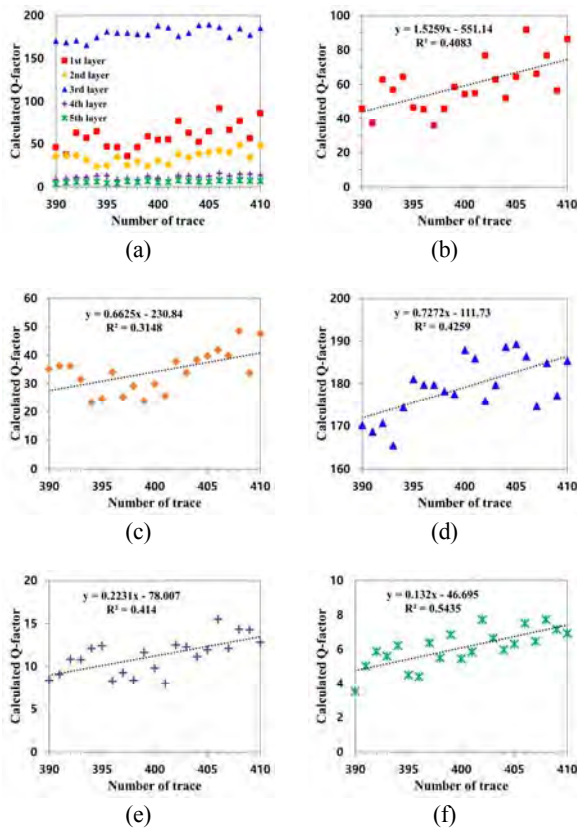 200
150
100
50
0
Calculated Q-factor
1st layer
2nd layer
3rd layer
4th layer
5th layer
390 395 400 405 410
Number of trace
(a)
100
80
60
40
20
0
Calculated Q-factor
y = 1.5259x - 551.14
R² = 0.4083
390 395 400 405 410
Number of trace
(b)
60
50
40
30
20
10
0
Calculated Q-factor
y = 0.6625x - 230.84
R² = 0.3148
390 395 400 405 410
Number of trace
(c)
200
190
180
170
160
Calculated Q-factor
y = 0.7272x - 111.73
R² = 0.4259
390 395 400 405 410
Number of trace
(d)
20
15
10
5
0
Calculated Q-factor
y = 0.2231x - 78.007
R² = 0.414
390 395 400 405 410
Number of trace
(e)
10
8
6
4
2
0
Calculated Q-factor
y = 0.132x - 46.695
R² = 0.5435
390 395 400 405 410
Number of trace
(f)